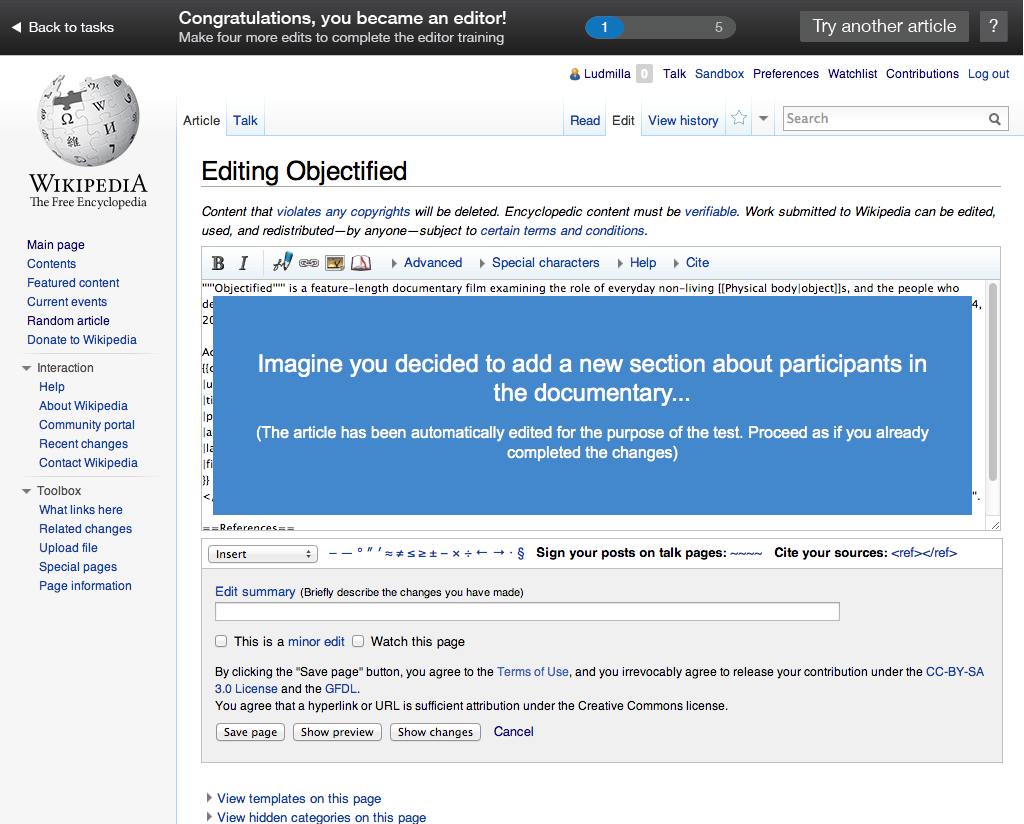 Back to tasks
Congratulations, you became an editor!
Make four more edits to complete the editor training
1 5
Try another article
?
Ludmilla 0 Talk Sandbox Preferences Watchlist Contributions Log out
Article Talk Read Edit View history Search
WIKIPEDIA
The Free Encyclopedia
Main page
Contents
Featured content
Current events
Random article
Donate to Wikipedia
Interaction
Help
About Wikipedia
Community portal
Recent changes
Contact Wikipedia
Toolbox
What links here
Related changes
Upload file
Special pages
Page information
Editing Objectified
Content that violates any copyrights will be deleted. Encyclopedic content must be verifiable. Work submitted to Wikipedia can be edited,
used, and redistributed—by anyone—subject to certain terms and conditions.
B I Advanced Special characters Help Cite
"""Objectified""" is a feature-length documentary film examining the role of everyday non-living [[Physical body|object]]s, and the people who
de 4,
20
Ac
{{c
|u
|ti
|p
|a
|la
|fi
}}
</ ".
==References==
Imagine you decided to add a new section about participants in
the documentary...
(The article has been automatically edited for the purpose of the test. Proceed as if you already
completed the changes)
Insert – — ° ″ ′ ≈ ≠ ≤ ≥ ± − × ÷ ← → · § Sign your posts on talk pages: ~~~~ Cite your sources: <ref></ref>
Edit summary (Briefly describe the changes you have made)
This is a minor edit Watch this page
By clicking the "Save page" button, you agree to the Terms of Use, and you irrevocably agree to release your contribution under the CC-BY-SA
3.0 License and the GFDL.
You agree that a hyperlink or URL is sufficient attribution under the Creative Commons license.
Save page Show preview Show changes Cancel
View templates on this page
View hidden categories on this page